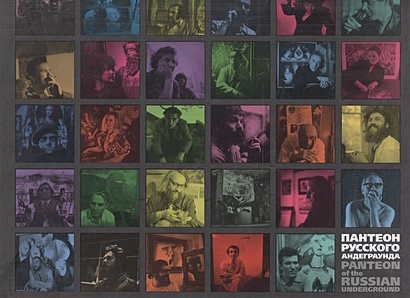 ПАНТЕОН
РУССКОГО
АНДЕГРАУНДА
PANTEON
of the
RUSSIAN
UNDERGROUND